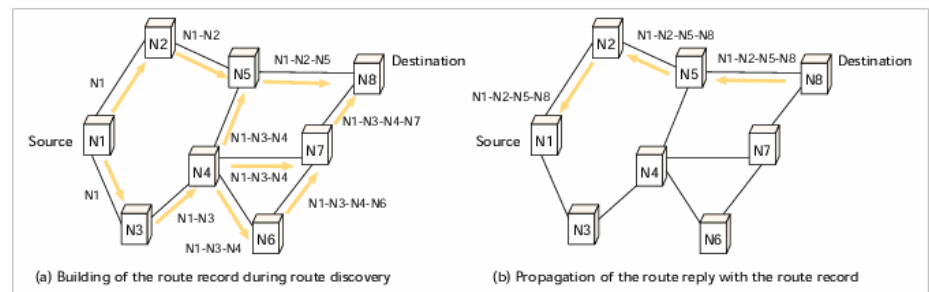 N2
N1-N2
N5
N1-N2-N5
N8
Destination
N1
N1-N3-N4-N7
Source
N1
N1-N3-N4
N7
N4
N1-N3-N4
N1
N1-N3-N4-N6
N3
N1-N3
N6
N1-N3-N4
(a) Building of the route record during route discovery
N2
N1-N2-N5-N8
N5
N1-N2-N5-N8
N8
Destination
N1-N2-N5-N8
Source
N1
N7
N4
N3
N6
(b) Propagation of the route reply with the route record